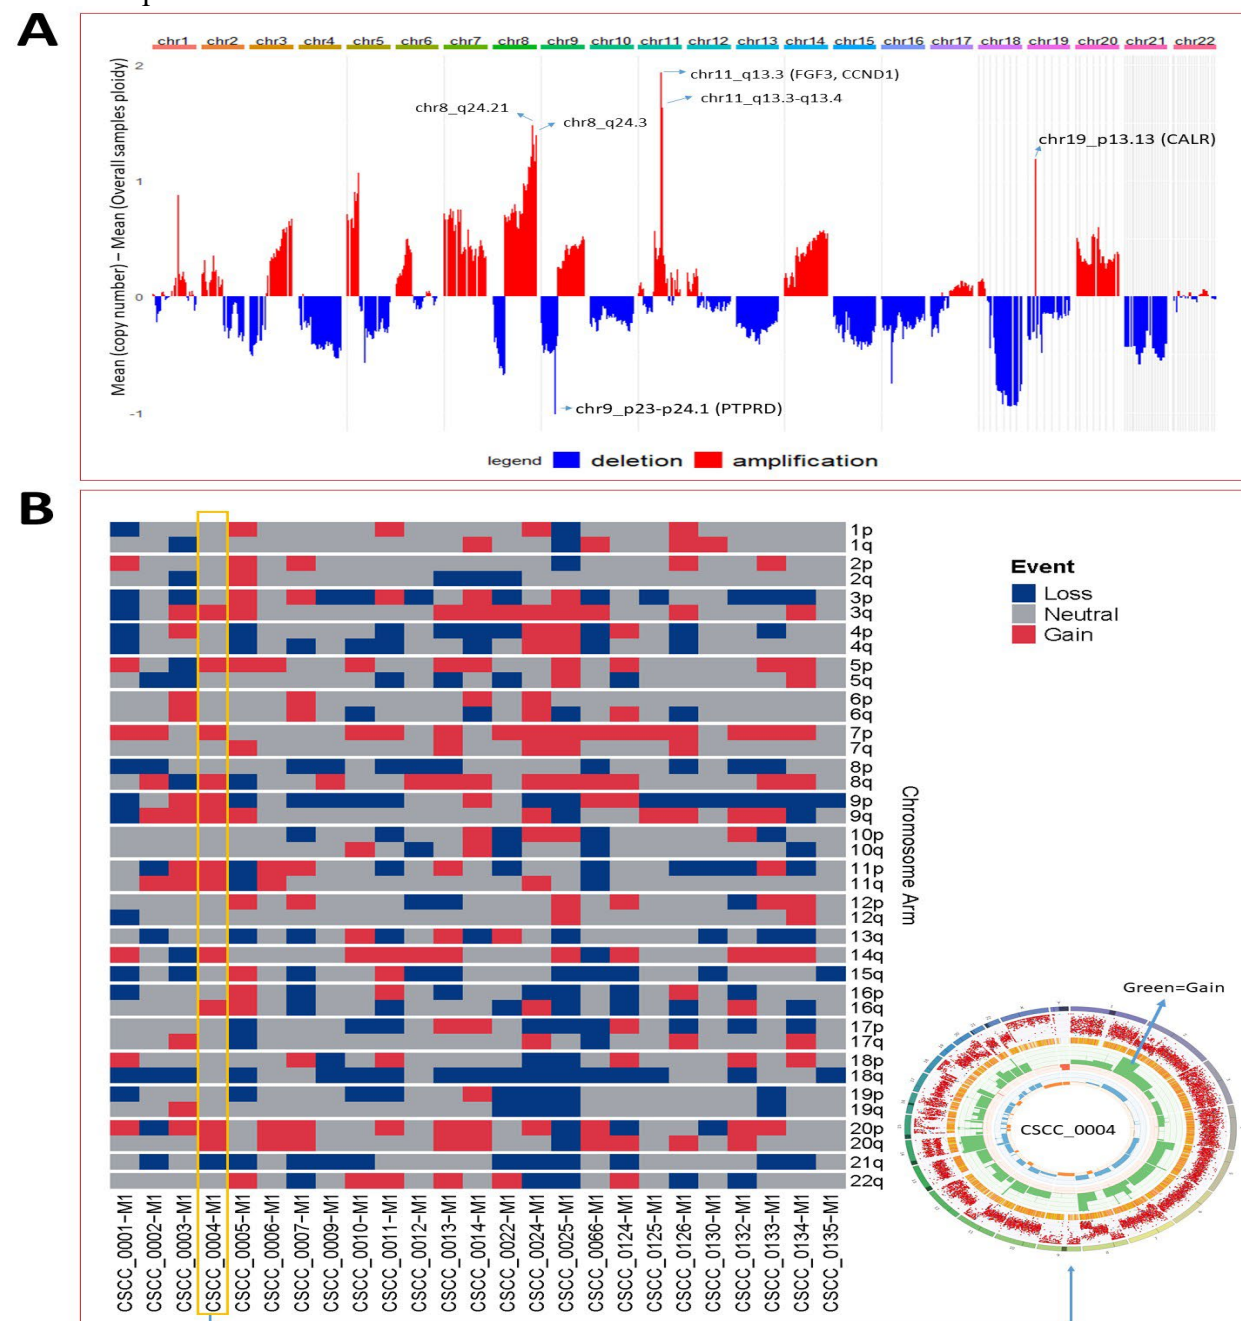 A
chr1 chr2 chr3 chr4 chr5 chr6 chr7 chr8 chr9 chr10 chr11 chr12 chr13 chr14 chr15 chr16 chr17 chr18 chr19 chr20 chr21 chr22
Mean (copy number) – Mean (Overall samples ploidy)
2
1
0
-1
chr11_q13.3 (FGF3, CCND1)
chr11_q13.3-q13.4
chr8_q24.21
chr8_q24.3
chr19_p13.13 (CALR)
chr9_p23-p24.1 (PTPRD)
legend deletion amplification
B
1p
1q
2p
2q
3p
3q
4p
4q
5p
5q
6p
6q
7p
7q
8p
8q
9p
9q
10p
10q
11p
11q
12p
12q
13q
14q
15q
16p
16q
17p
17q
18p
18q
19p
19q
20p
20q
21q
22q
Chromosome Arm
Event
Loss
Neutral
Gain
Green=Gain
CSCC_0004
CSCC_0001-M1
CSCC_0002-M1
CSCC_0003-M1
CSCC_0004-M1
CSCC_0005-M1
CSCC_0006-M1
CSCC_0007-M1
CSCC_0009-M1
CSCC_0010-M1
CSCC_0011-M1
CSCC_0012-M1
CSCC_0013-M1
CSCC_0014-M1
CSCC_0022-M1
CSCC_0024-M1
CSCC_0025-M1
CSCC_0066-M1
CSCC_0124-M1
CSCC_0125-M1
CSCC_0126-M1
CSCC_0130-M1
CSCC_0132-M1
CSCC_0133-M1
CSCC_0134-M1
CSCC_0135-M1